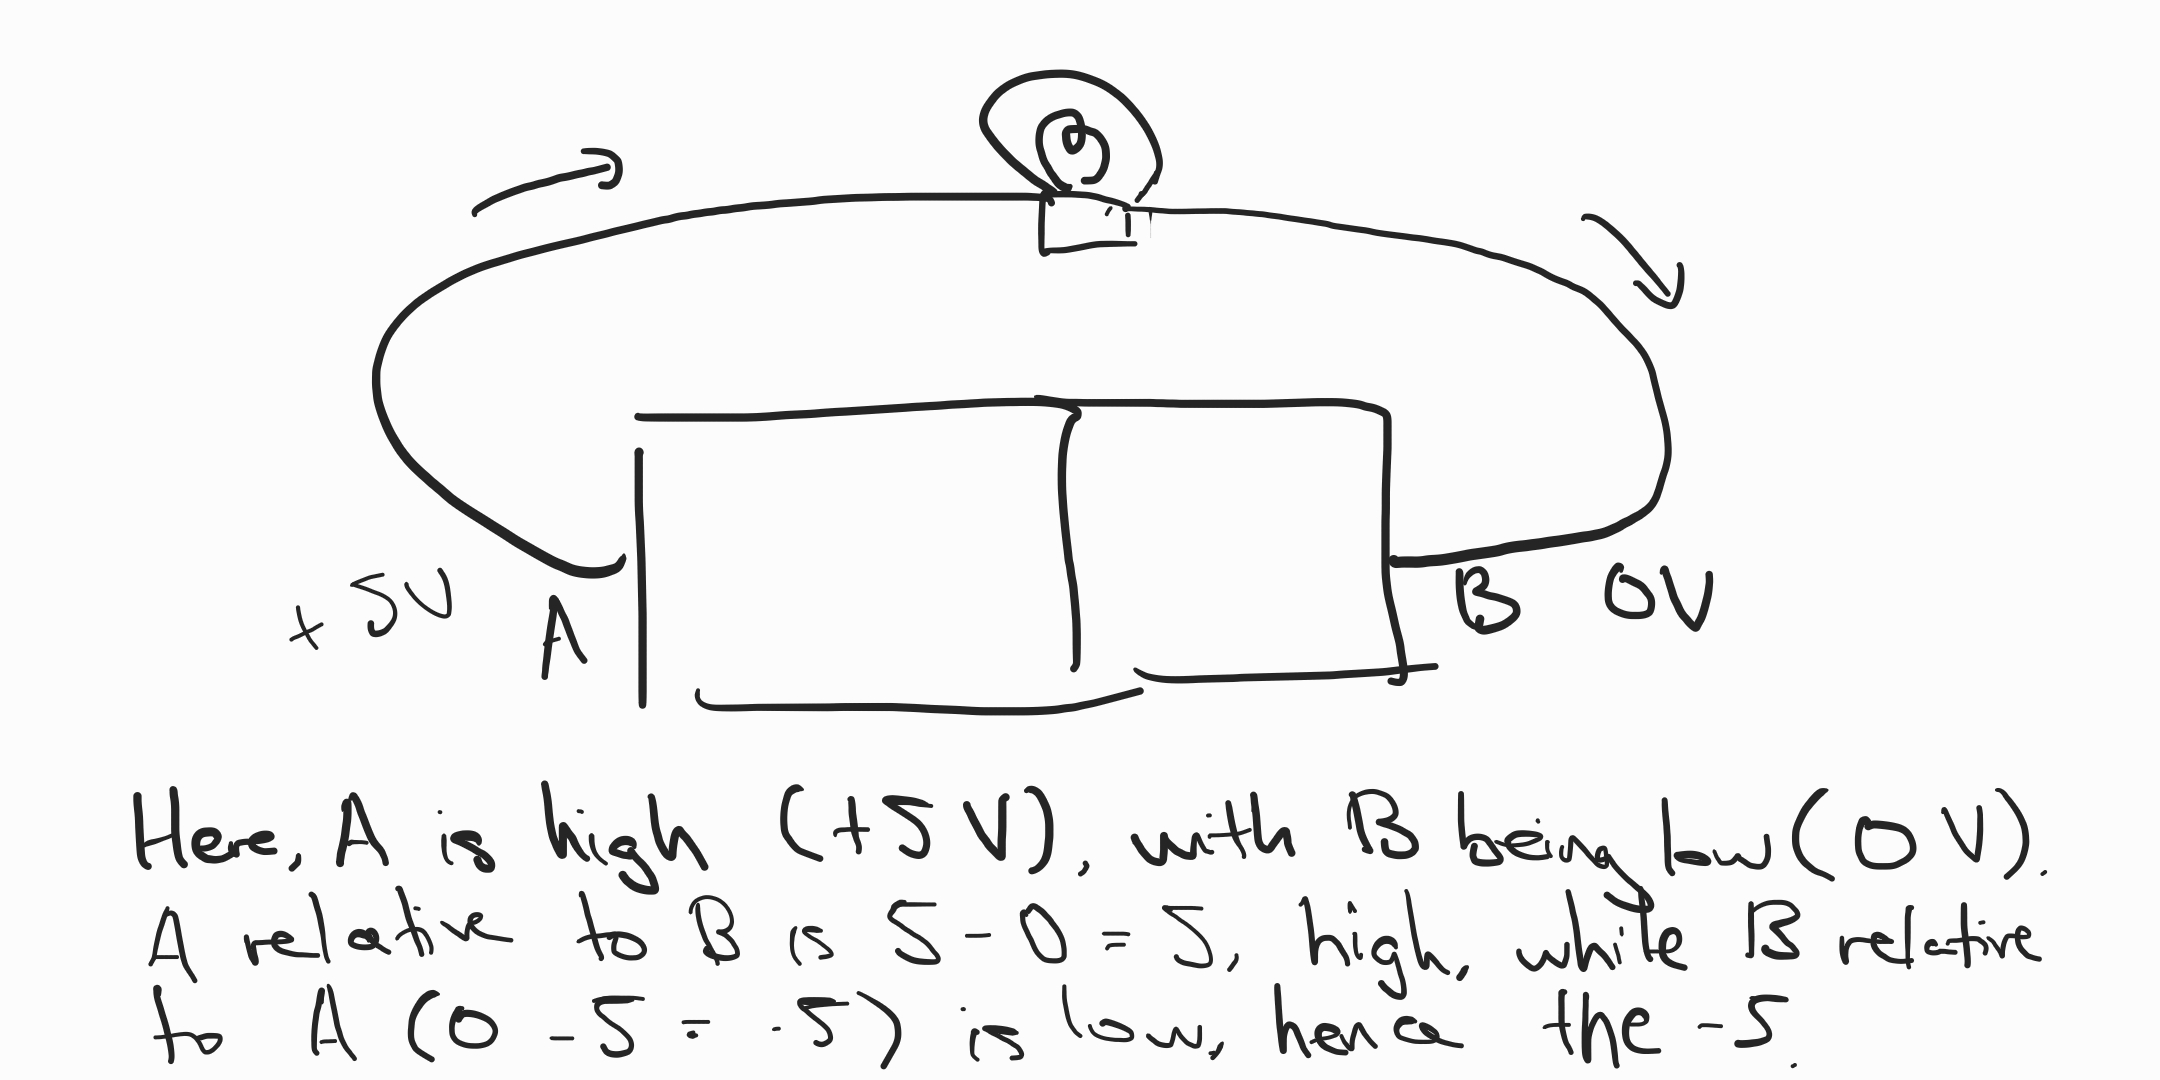 + 5V
A
B OV
Here, A is high (+5 V), with B being low (0 V).
A relative to B is 5 - 0 = 5, high, while B relative
to A (0 - 5 = -5) is low, hence the -5.